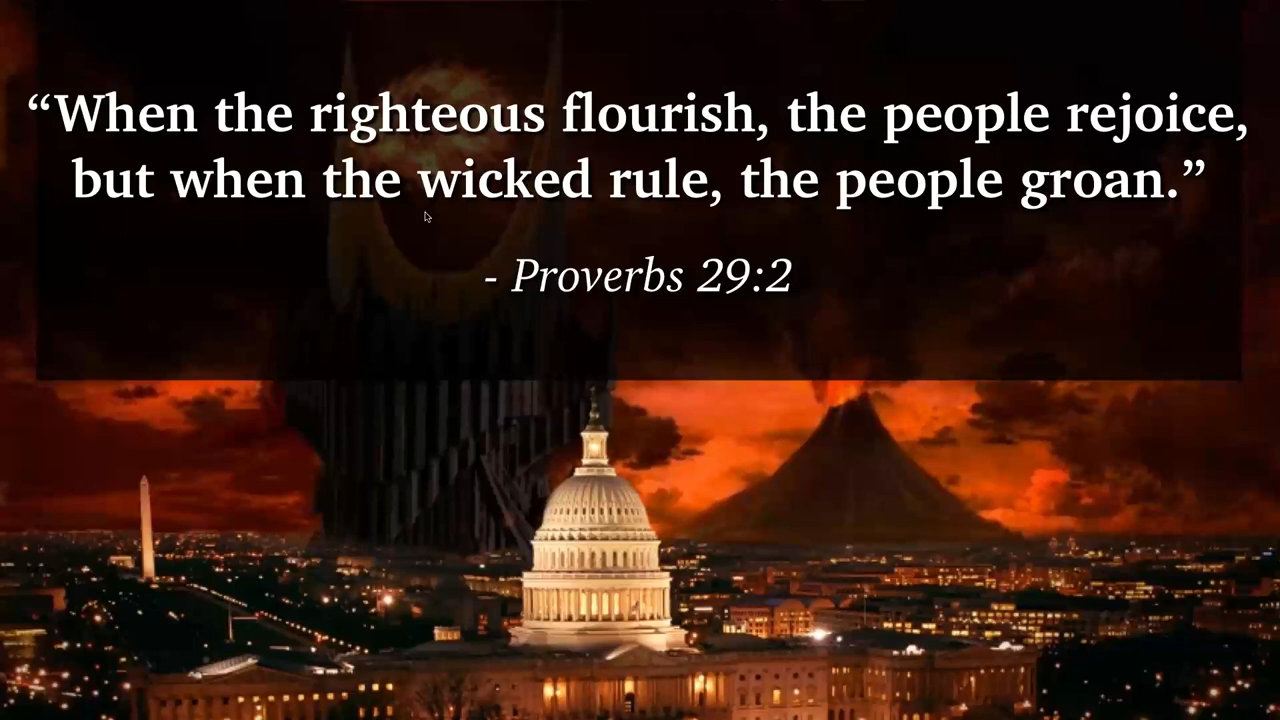 “When the righteous flourish, the people rejoice,
but when the wicked rule, the people groan.”
- Proverbs 29:2